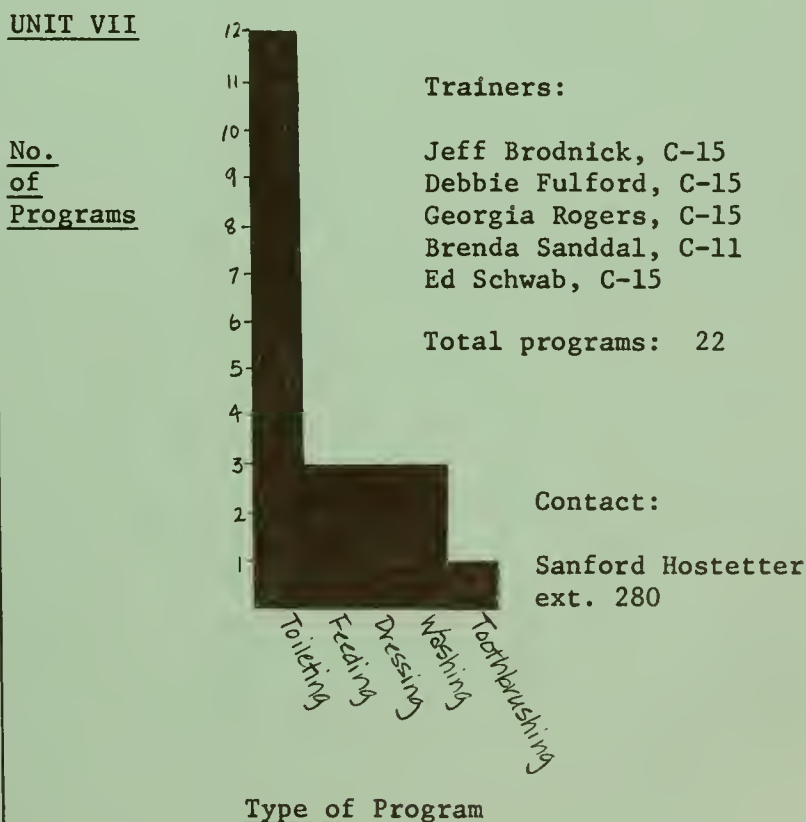 UNIT VII
No.
of
Programs
12
11
10
9
8
7
6
5
4
3
2
1
Trainers:
Jeff Brodnick, C-15
Debbie Fulford, C-15
Georgia Rogers, C-15
Brenda Sanddal, C-11
Ed Schwab, C-15
Total programs: 22
Contact:
Sanford Hostetter
ext. 280
Toileting
Feeding
Dressing
Washing
Toothbrushing
Type of Program